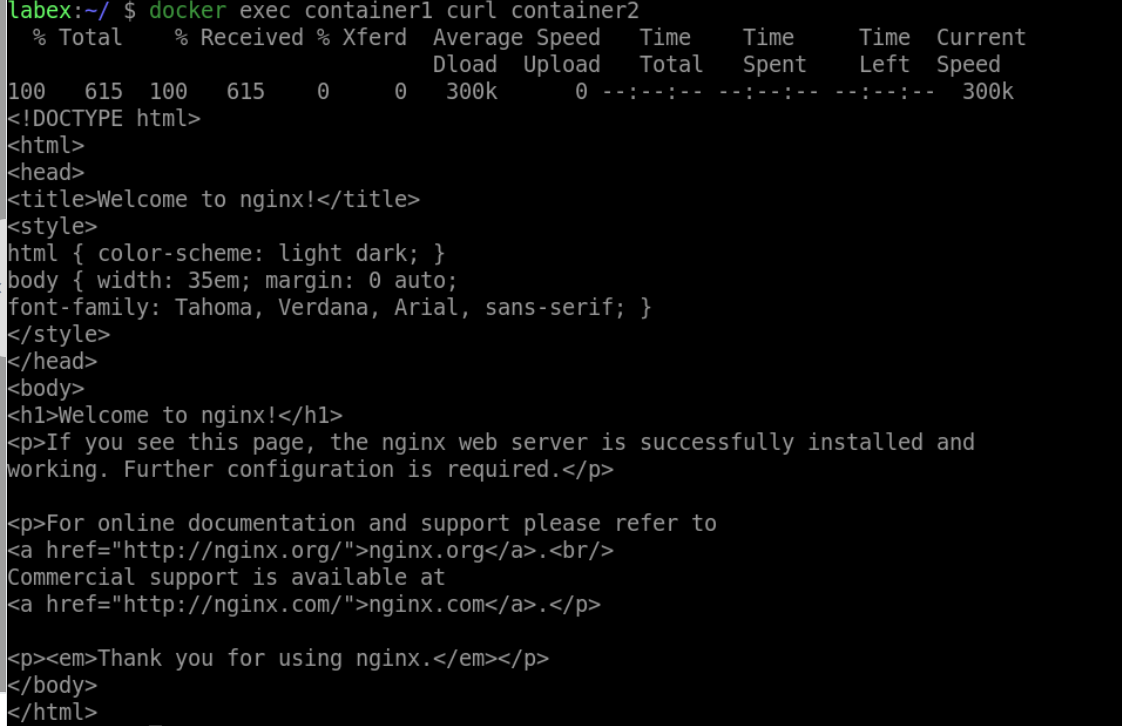 labex:~/ $ docker exec container1 curl container2
  % Total    % Received % Xferd  Average Speed   Time    Time     Time  Current
                                 Dload  Upload   Total   Spent    Left  Speed
100   615  100   615    0     0   300k      0 --:--:-- --:--:-- --:--:--  300k
<!DOCTYPE html>
<html>
<head>
<title>Welcome to nginx!</title>
<style>
html { color-scheme: light dark; }
body { width: 35em; margin: 0 auto;
font-family: Tahoma, Verdana, Arial, sans-serif; }
</style>
</head>
<body>
<h1>Welcome to nginx!</h1>
<p>If you see this page, the nginx web server is successfully installed and
working. Further configuration is required.</p>

<p>For online documentation and support please refer to
<a href="http://nginx.org/">nginx.org</a>.<br/>
Commercial support is available at
<a href="http://nginx.com/">nginx.com</a>.</p>

<p><em>Thank you for using nginx.</em></p>
</body>
</html>